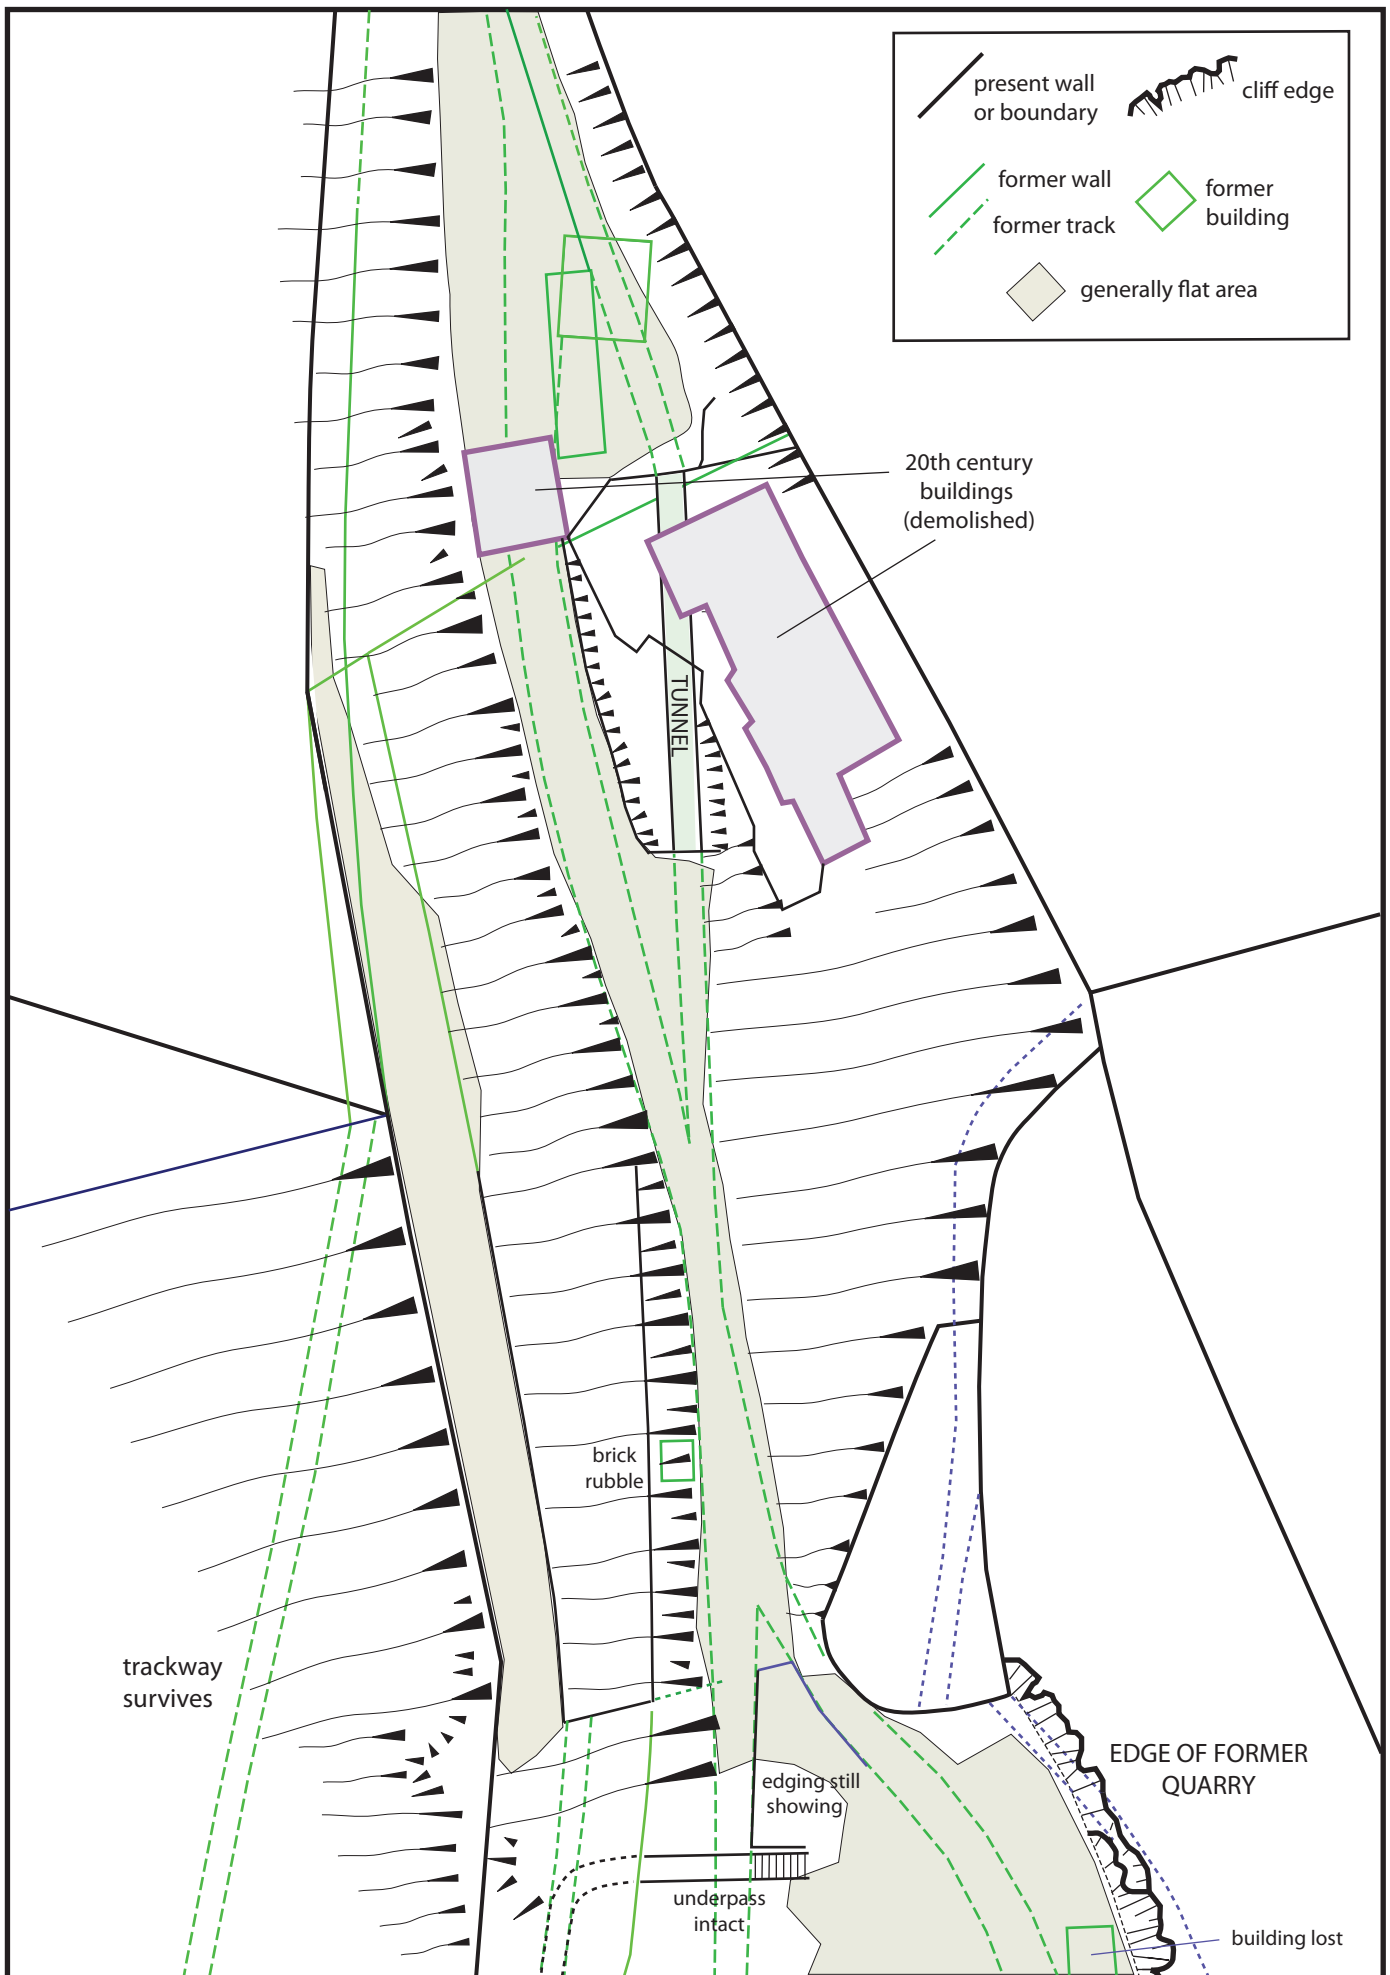 present wall
or boundary
cliff edge
former wall
former track
former
building
generally flat area
20th century
buildings
(demolished)
TUNNEL
brick
rubble
trackway
survives
EDGE OF FORMER
QUARRY
edging still
showing
underpass
intact
building lost